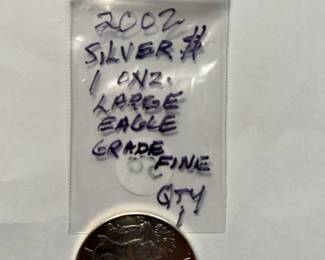 2002
SILVER $
1 ONZ.
LARGE
EAGLE
GRADE FINE
QTY
1